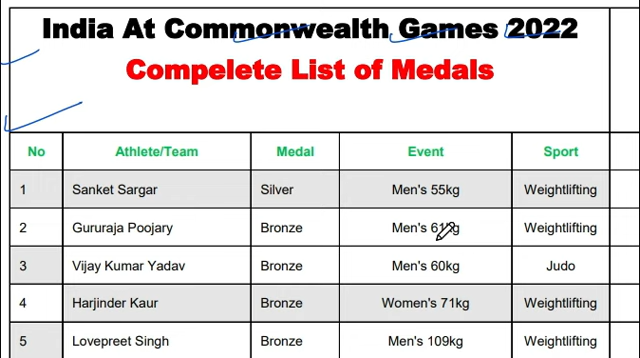 India At Commonwealth Games 2022
Compelete List of Medals
No Athlete/Team Medal Event Sport
1 Sanket Sargar Silver Men's 55kg Weightlifting
2 Gururaja Poojary Bronze Men's 61kg Weightlifting
3 Vijay Kumar Yadav Bronze Men's 60kg Judo
4 Harjinder Kaur Bronze Women's 71kg Weightlifting
5 Lovepreet Singh Bronze Men's 109kg Weightlifting